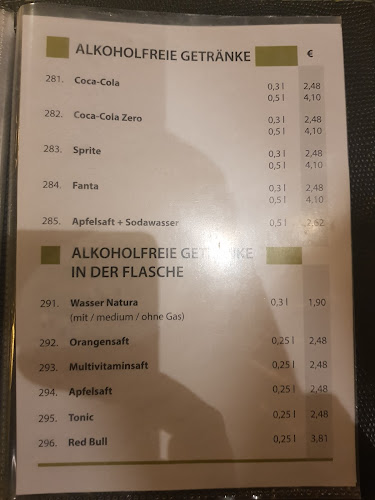 ALKOHOLFREIE GETRÄNKE €
281. Coca-Cola 0,3 l 2,48
0,5 l 4,10
282. Coca-Cola Zero 0,3 l 2,48
0,5 l 4,10
283. Sprite 0,3 l 2,48
0,5 l 4,10
284. Fanta 0,3 l 2,48
0,5 l 4,10
285. Apfelsaft + Sodawasser 0,5 l
ALKOHOLFREIE GETRÄNKE
IN DER FLASCHE
291. Wasser Natura 0,3 l 1,90
(mit / medium / ohne Gas)
292. Orangensaft 0,25 l 2,48
293. Multivitaminsaft 0,25 l 2,48
294. Apfelsaft 0,25 l 2,48
295. Tonic 0,25 l 2,48
296. Red Bull 0,25 l 3,81